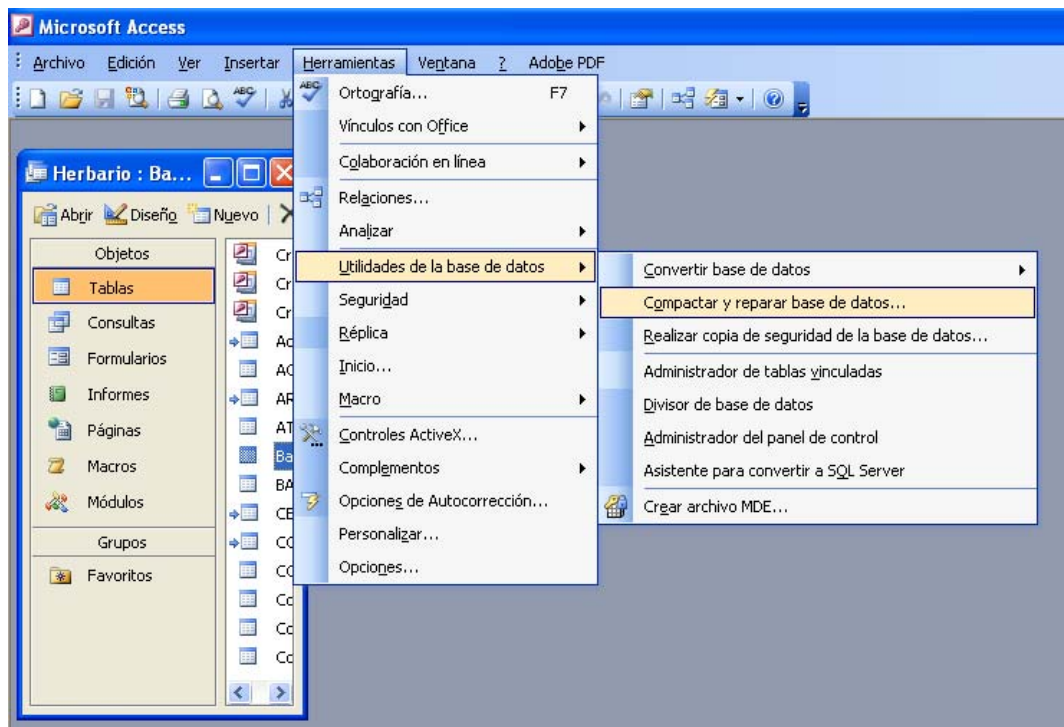 Microsoft Access
Archivo Edición Ver Insertar Herramientas Ventana ? Adobe PDF
Ortografía... F7
Vínculos con Office
Colaboración en línea
Relaciones...
Analizar
Utilidades de la base de datos
Seguridad
Réplica
Inicio...
Macro
Controles ActiveX...
Complementos
Opciones de Autocorrección...
Personalizar...
Opciones...
Convertir base de datos
Compactar y reparar base de datos...
Realizar copia de seguridad de la base de datos...
Administrador de tablas vinculadas
Divisor de base de datos
Administrador del panel de control
Asistente para convertir a SQL Server
Crear archivo MDE...
Herbario : Ba...
Abrir Diseño Nuevo
Objetos
Tablas
Consultas
Formularios
Informes
Páginas
Macros
Módulos
Grupos
Favoritos